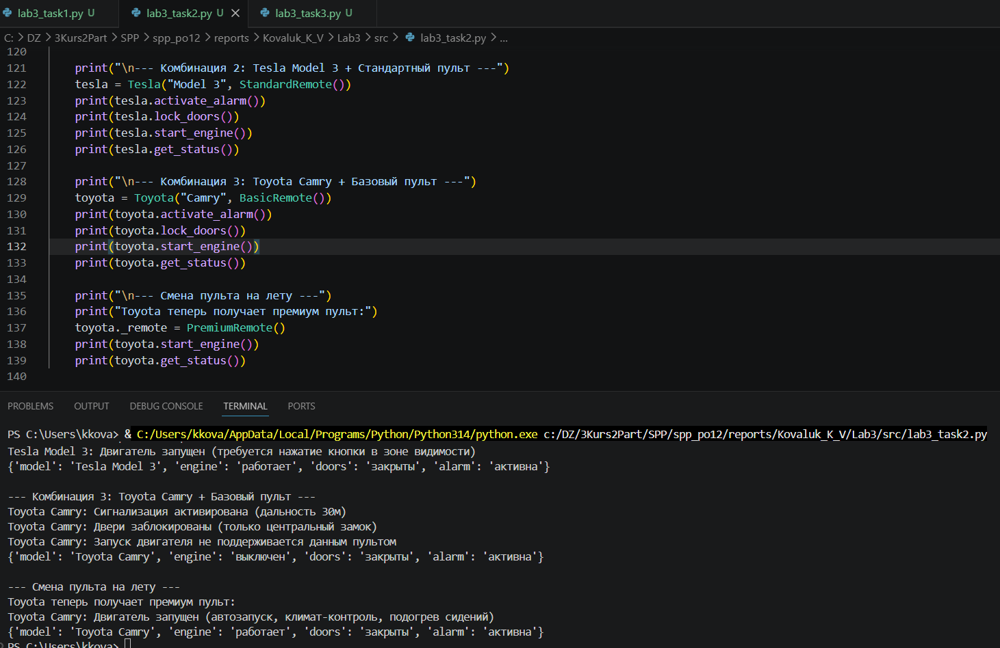 lab3_task1.py U lab3_task2.py U lab3_task3.py U
C: > DZ > 3Kurs2Part > SPP > spp_po12 > reports > Kovaluk_K_V > Lab3 > src > lab3_task2.py > ...
120
121 print("\n--- Комбинация 2: Tesla Model 3 + Стандартный пульт ---")
122 tesla = Tesla("Model 3", StandardRemote())
123 print(tesla.activate_alarm())
124 print(tesla.lock_doors())
125 print(tesla.start_engine())
126 print(tesla.get_status())
127
128 print("\n--- Комбинация 3: Toyota Camry + Базовый пульт ---")
129 toyota = Toyota("Camry", BasicRemote())
130 print(toyota.activate_alarm())
131 print(toyota.lock_doors())
132 print(toyota.start_engine())
133 print(toyota.get_status())
134
135 print("\n--- Смена пульта на лету ---")
136 print("Toyota теперь получает премиум пульт:")
137 toyota._remote = PremiumRemote()
138 print(toyota.start_engine())
139 print(toyota.get_status())
140
PROBLEMS OUTPUT DEBUG CONSOLE TERMINAL PORTS
PS C:\Users\kkova> & C:/Users/kkova/AppData/Local/Programs/Python/Python314/python.exe c:/DZ/3Kurs2Part/SPP/spp_po12/reports/Kovaluk_K_V/Lab3/src/lab3_task2.py
Tesla Model 3: Двигатель запущен (требуется нажатие кнопки в зоне видимости)
{'model': 'Tesla Model 3', 'engine': 'работает', 'doors': 'закрыты', 'alarm': 'активна'}
--- Комбинация 3: Toyota Camry + Базовый пульт ---
Toyota Camry: Сигнализация активирована (дальность 30м)
Toyota Camry: Двери заблокированы (только центральный замок)
Toyota Camry: Запуск двигателя не поддерживается данным пультом
{'model': 'Toyota Camry', 'engine': 'выключен', 'doors': 'закрыты', 'alarm': 'активна'}
--- Смена пульта на лету ---
Toyota теперь получает премиум пульт:
Toyota Camry: Двигатель запущен (автозапуск, климат-контроль, подогрев сидений)
{'model': 'Toyota Camry', 'engine': 'работает', 'doors': 'закрыты', 'alarm': 'активна'}
PS C:\Users\kkova>